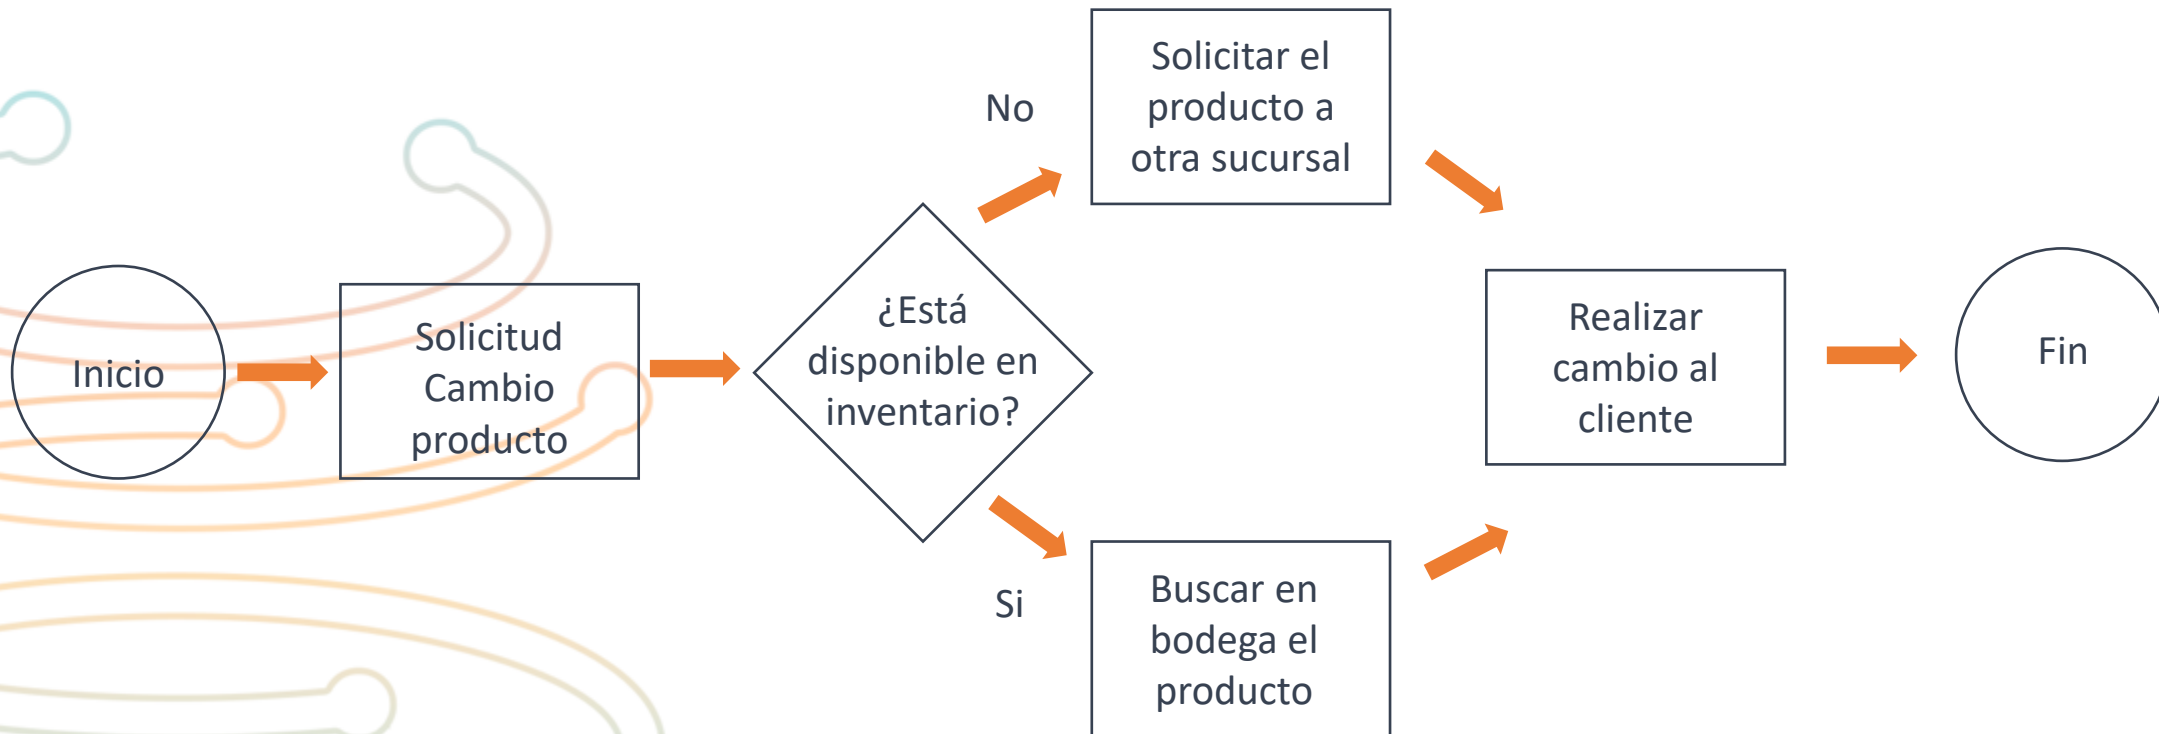 Inicio
Solicitud
Cambio
producto
¿Está
disponible en
inventario?
No
Solicitar el
producto a
otra sucursal
Si
Buscar en
bodega el
producto
Realizar
cambio al
cliente
Fin